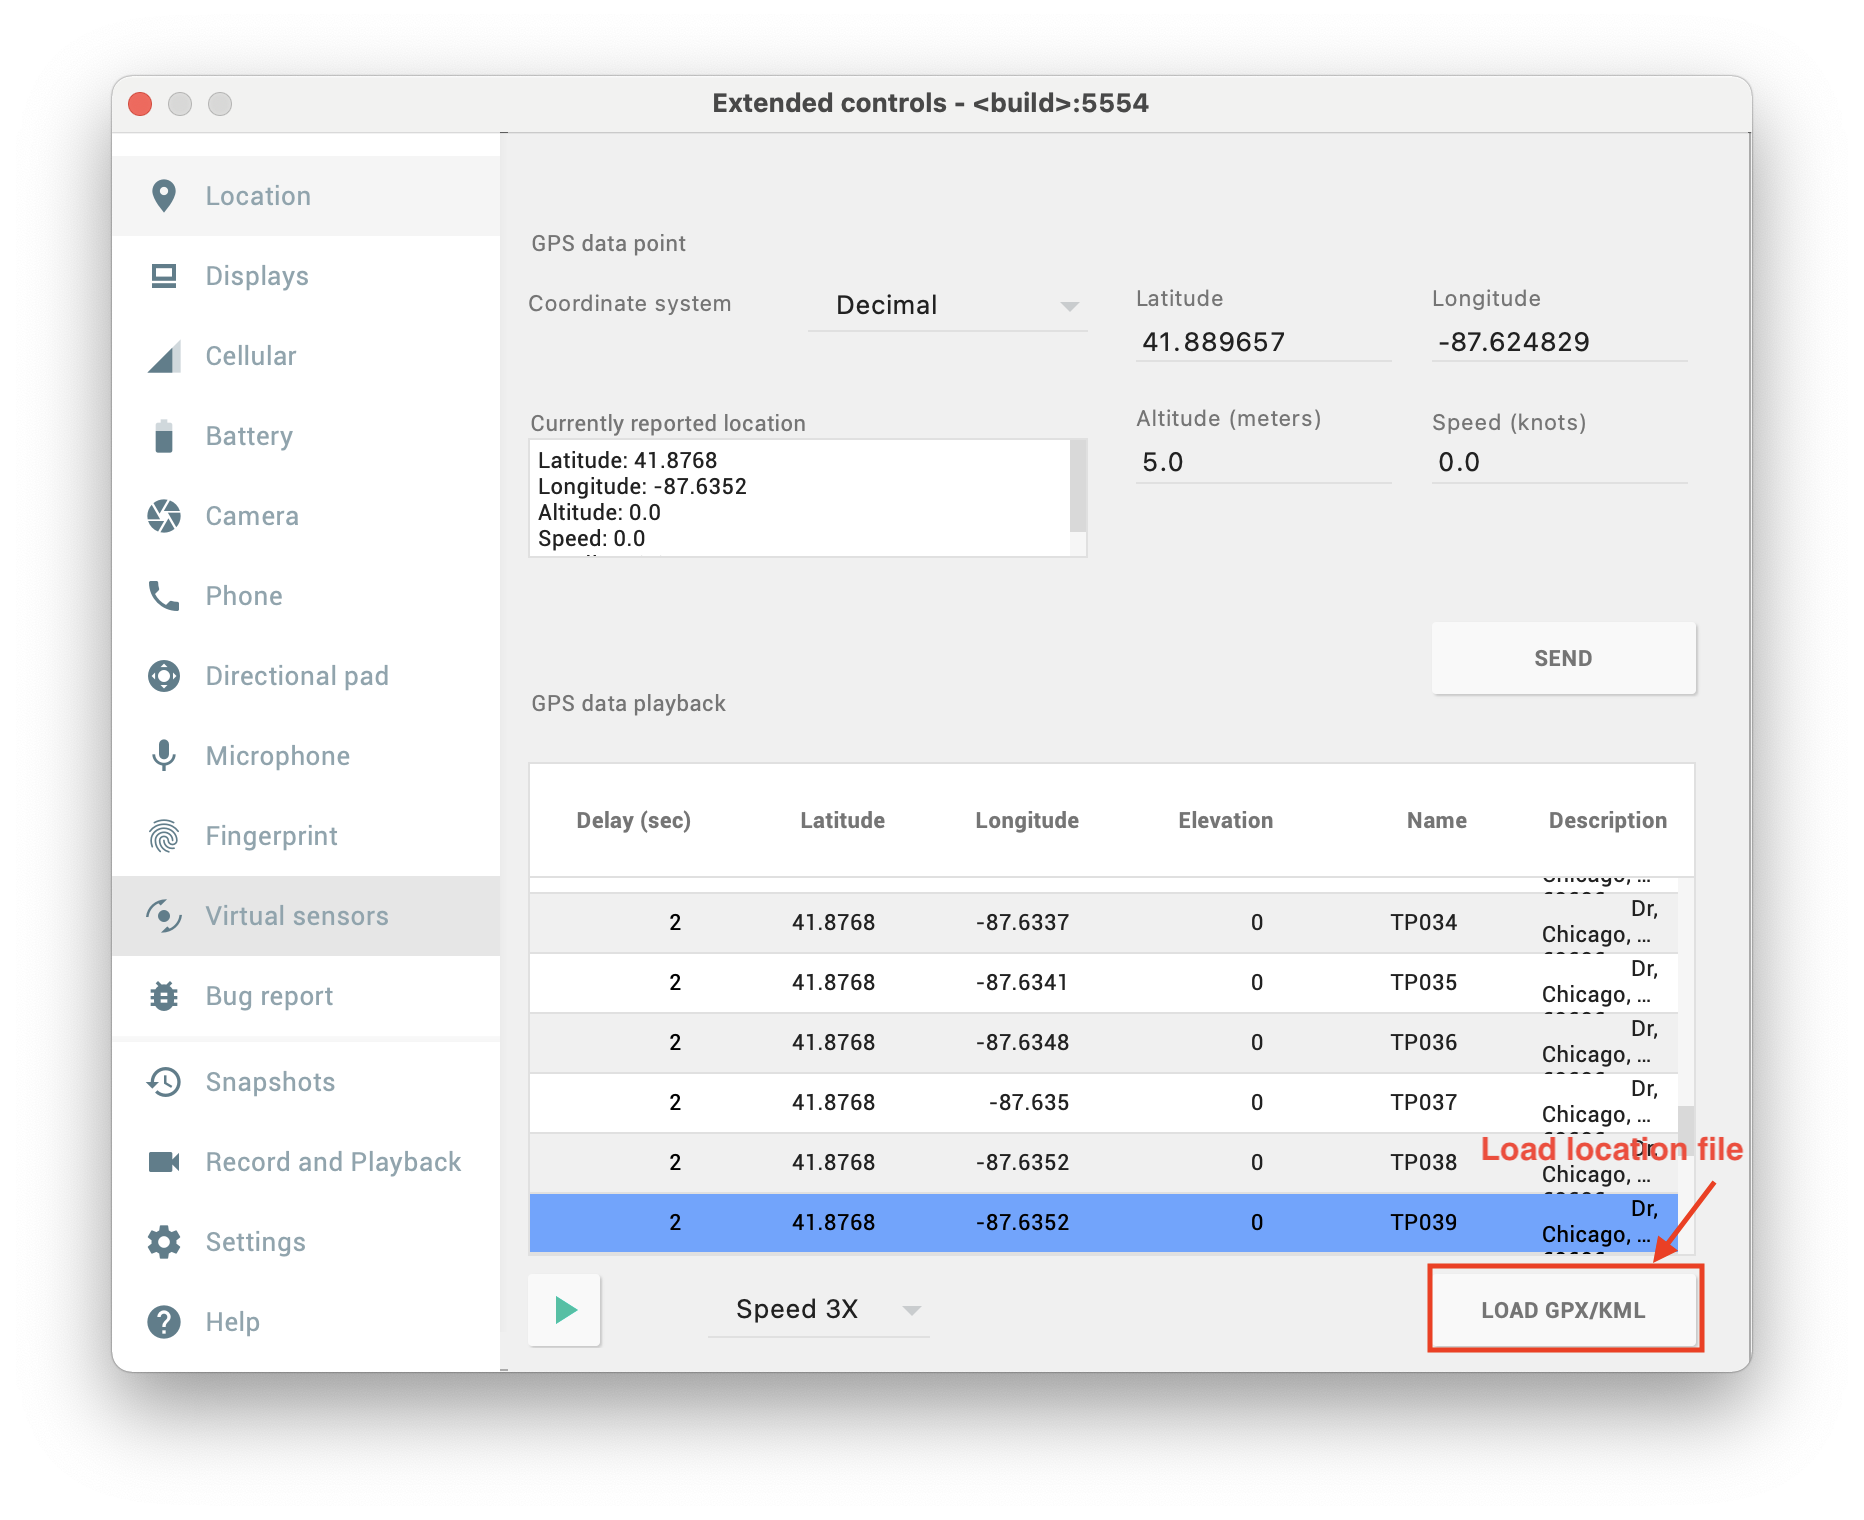 Extended controls - <build>:5554
Location
Displays
Cellular
Battery
Camera
Phone
Directional pad
Microphone
Fingerprint
Virtual sensors
Bug report
Snapshots
Record and Playback
Settings
Help
GPS data point
Coordinate system
Decimal
Latitude
41.889657
Longitude
-87.624829
Currently reported location
Latitude: 41.8768
Longitude: -87.6352
Altitude: 0.0
Speed: 0.0
Altitude (meters)
5.0
Speed (knots)
0.0
SEND
GPS data playback
Delay (sec) Latitude Longitude Elevation Name Description
Chicago, ...
2 41.8768 -87.6337 0 TP034 Dr,
Chicago, ...
2 41.8768 -87.6341 0 TP035 Dr,
Chicago, ...
2 41.8768 -87.6348 0 TP036 Dr,
Chicago, ...
2 41.8768 -87.635 0 TP037 Dr,
Chicago, ...
Load location file
2 41.8768 -87.6352 0 TP038 Dr,
Chicago, ...
2 41.8768 -87.6352 0 TP039 Dr,
Chicago, ...
Speed 3X
LOAD GPX/KML